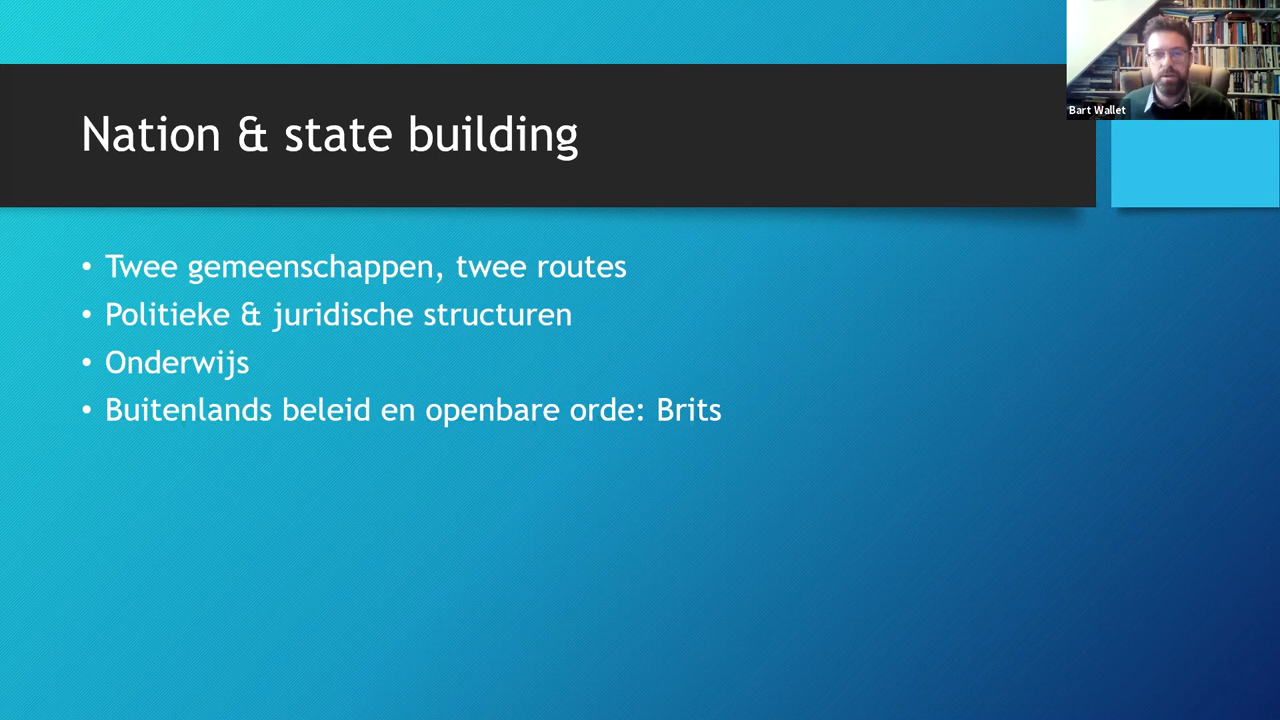 Bart Wallet
Nation & state building
• Twee gemeenschappen, twee routes
• Politieke & juridische structuren
• Onderwijs
• Buitenlands beleid en openbare orde: Brits